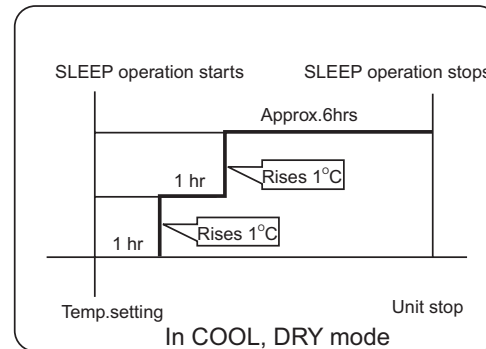 SLEEP operation starts
SLEEP operation stops
Approx.6hrs
1 hr
Rises 1°C
1 hr
Rises 1°C
Temp.setting
Unit stop
In COOL, DRY mode